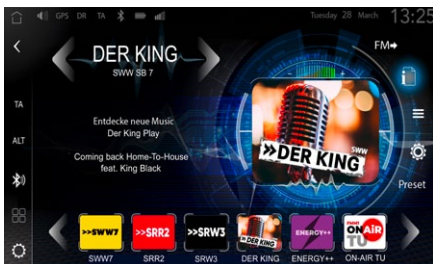 GPS DR TA
Tuesday 28 March 13:25
DER KING
SWW SB 7
FM
TA
ALT
Entdecke neue Music
Der King Play
Coming back Home-To-House
feat. King Black
>>DER KING
SWW
Preset
>>SWW7
>>SRR2
>>SRW3
>>DER KING
ENERGY++
ON AiR
TU
SWW7
SRR2
SRW3
DER KING
ENERGY++
ON-AIR TU